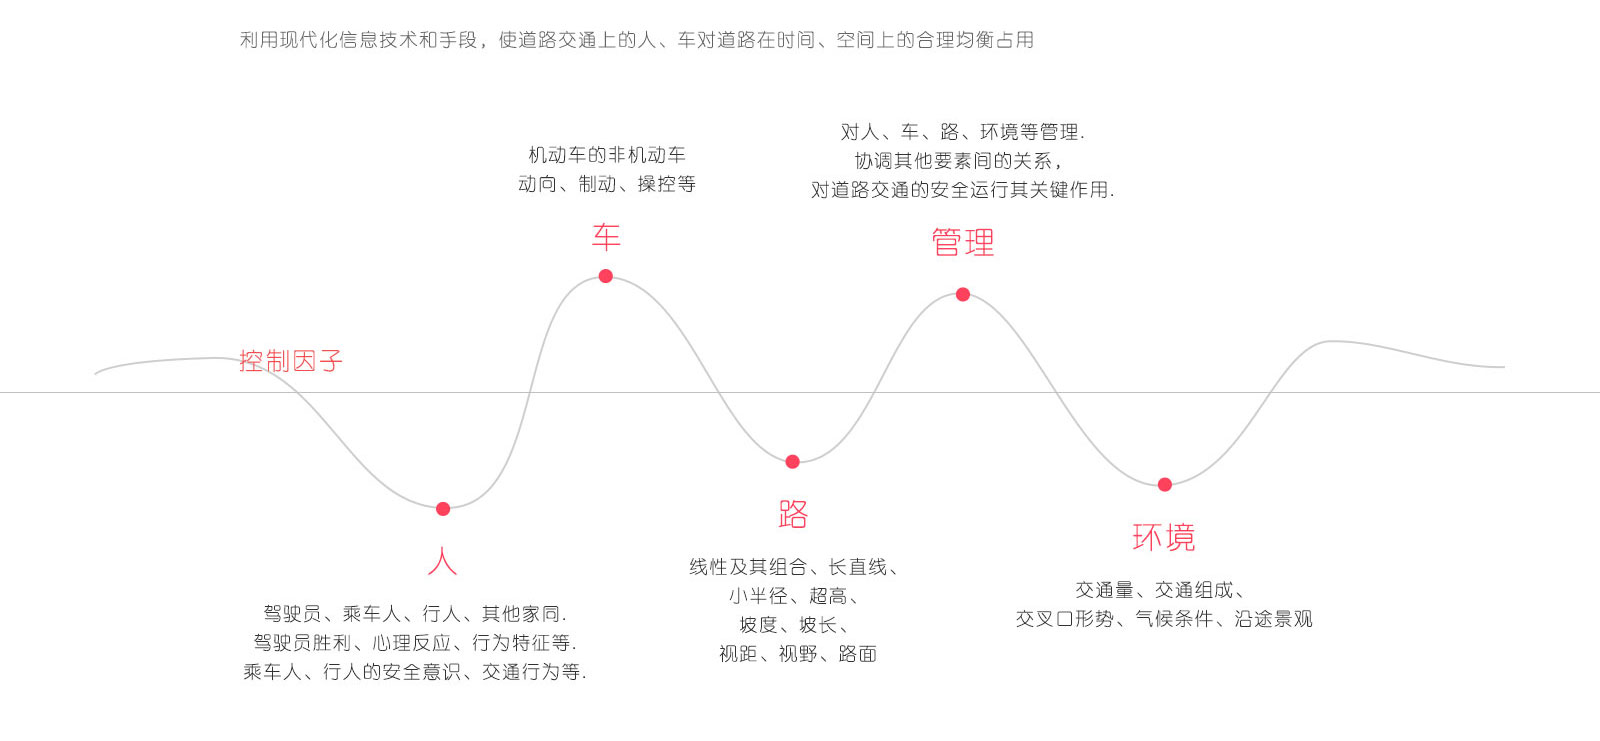 利用现代化信息技术和手段，使道路交通上的人、车对道路在时间、空间上的合理均衡占用
控制因子
人
驾驶员、乘车人、行人、其他家同.
驾驶员胜利、心理反应、行为特征等.
乘车人、行人的安全意识、交通行为等.
机动车的非机动车
动向、制动、操控等
车
路
线性及其组合、长直线、
小半径、超高、
坡度、坡长、
视距、视野、路面
对人、车、路、环境等管理.
协调其他要素间的关系，
对道路交通的安全运行其关键作用.
管理
环境
交通量、交通组成、
交叉口形势、气候条件、沿途景观